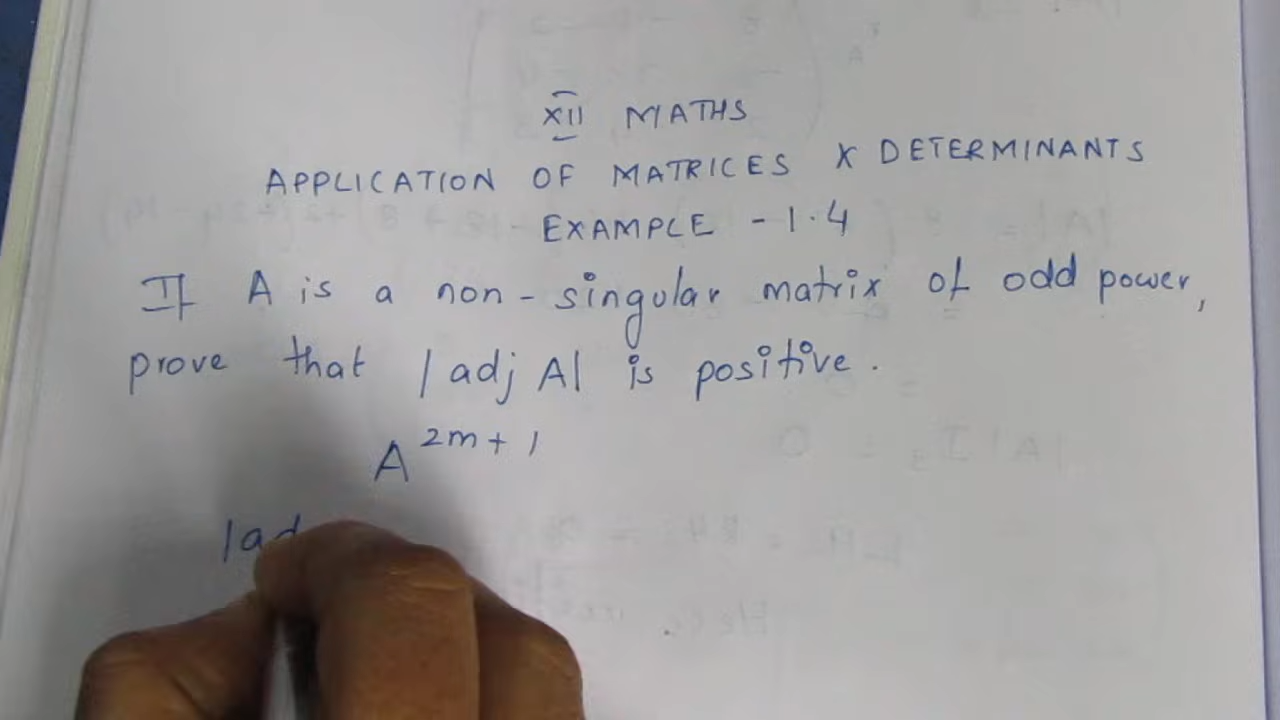 XII MATHS
APPLICATION OF MATRICES X DETERMINANTS
EXAMPLE - 1.4
If A is a non-singular matrix of odd power,
prove that |adj A| is positive.
A^2m+1
|ad